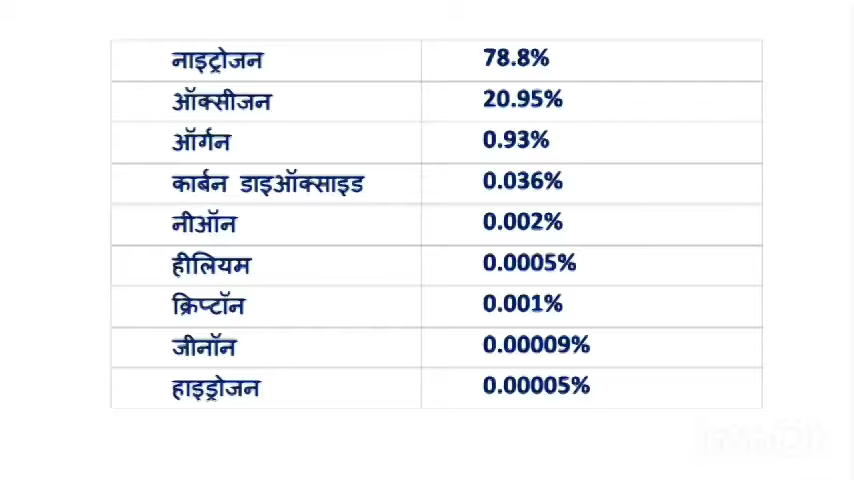 नाइट्रोजन 78.8%
ऑक्सीजन 20.95%
ऑर्गन 0.93%
कार्बन डाइऑक्साइड 0.036%
नीऑन 0.002%
हीलियम 0.0005%
क्रिप्टॉन 0.001%
जीनॉन 0.00009%
हाइड्रोजन 0.00005%